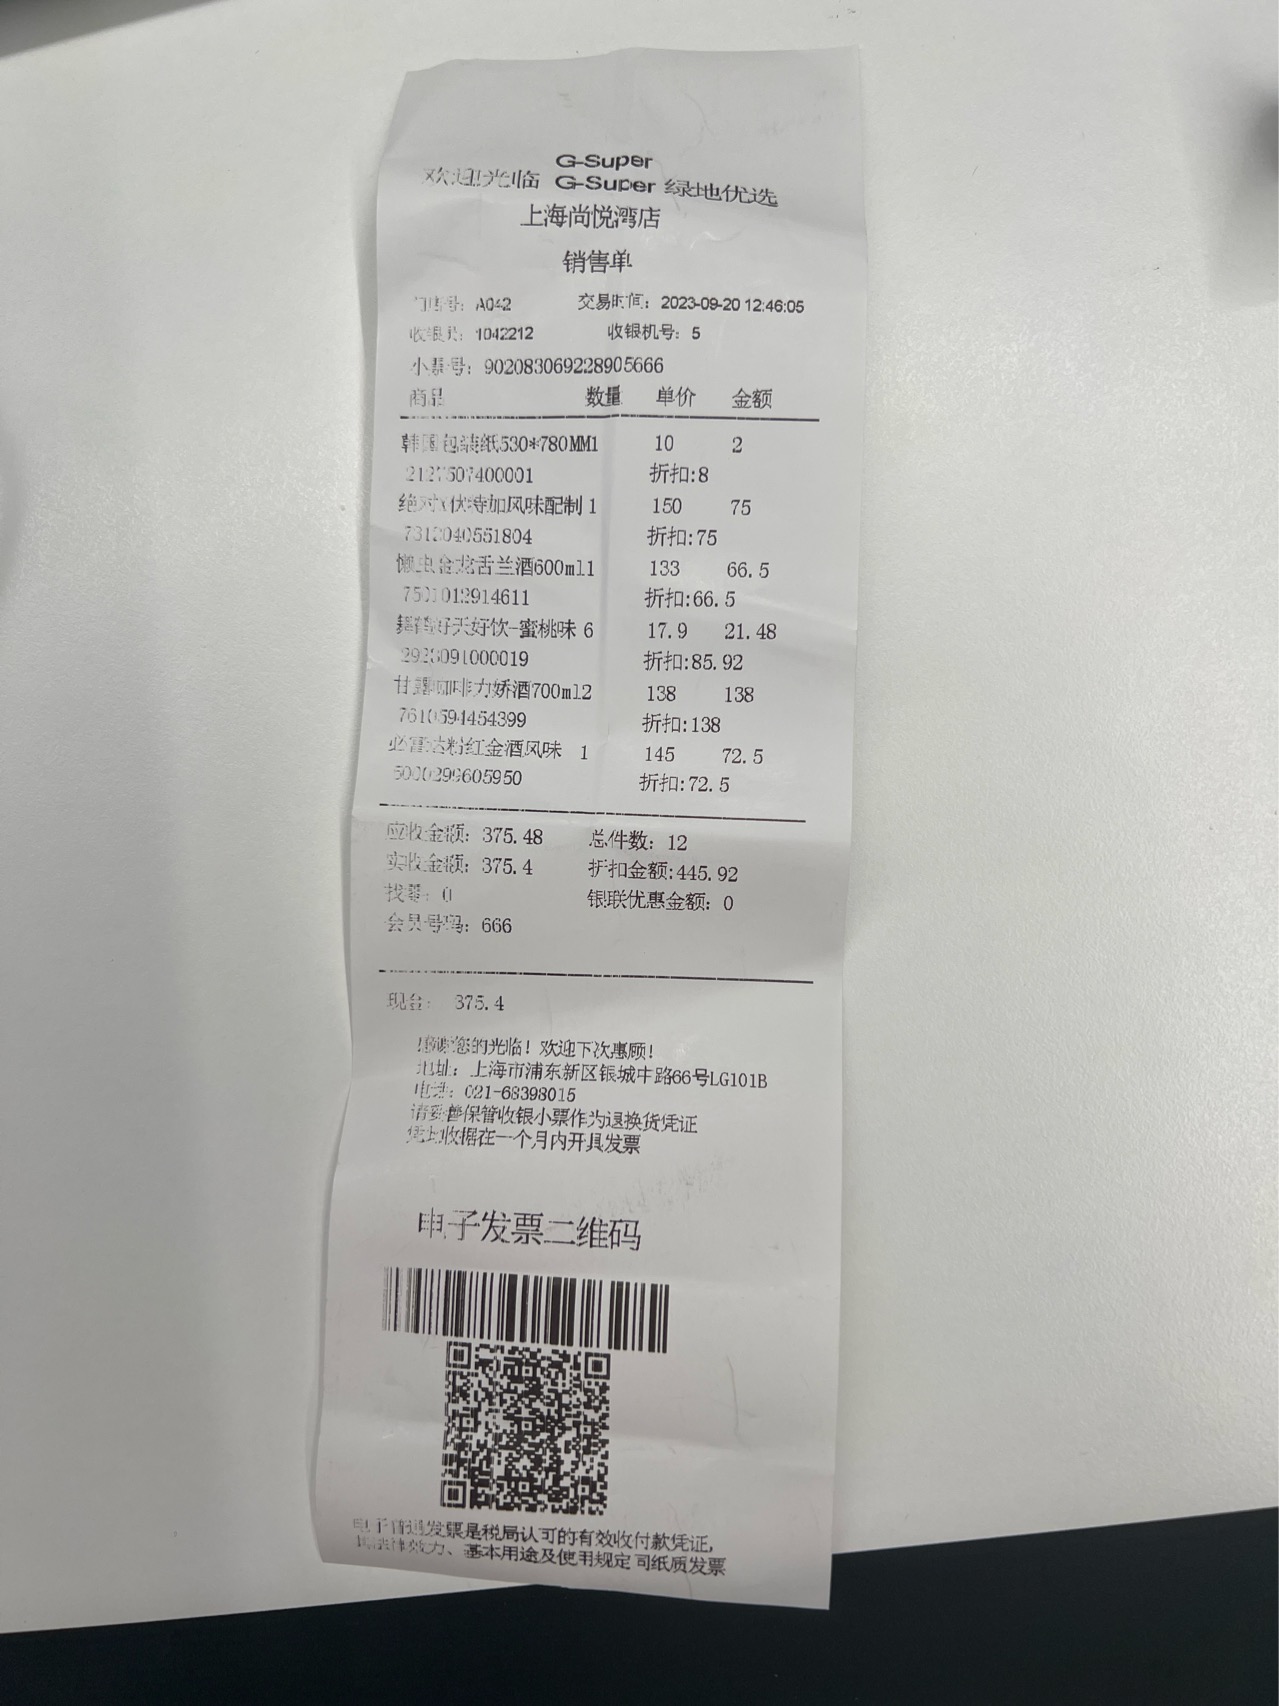 G-Super
欢迎光临 G-Super 绿地优选
上海尚悦湾店
销售单
门店号: A042 交易时间: 2023-09-20 12:46:05
收银员: 1042212 收银机号: 5
小票号: 902083069228905666
商品 数量 单价 金额
韩国包装纸530*780MM1 10 2
2127507400001 折扣:8
绝对伏特加风味配制 1 150 75
7312040551804 折扣:75
懒虫金龙舌兰酒600ml1 133 66.5
7501012914611 折扣:66.5
好天好饮-蜜桃味 6 17.9 21.48
2923091000019 折扣:85.92
甘露咖啡力娇酒700ml2 138 138
7610594454399 折扣:138
必富达粉红金酒风味 1 145 72.5
5000299605950 折扣:72.5
应收金额: 375.48 总件数: 12
实收金额: 375.4 折扣金额:445.92
找零: 0 银联优惠金额: 0
会员号码: 666
现金: 375.4
感谢您的光临! 欢迎下次惠顾!
地址: 上海市浦东新区银城中路66号LG101B
电话: 021-68398015
请妥善保管收银小票作为退换货凭证
凭此收据在一个月内开具发票
电子发票二维码
电子普通发票是税局认可的有效收付款凭证,
其法律效力、基本用途及使用规定同纸质发票